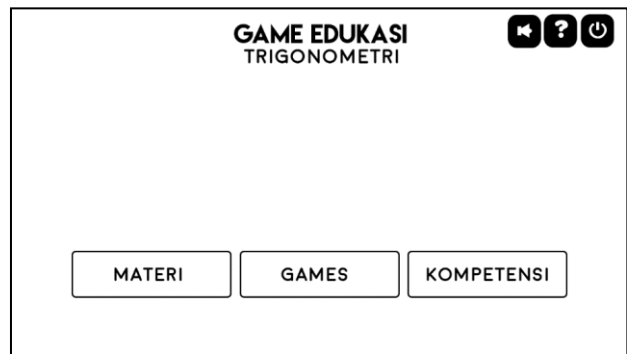 GAME EDUKASI
TRIGONOMETRI
?
MATERI GAMES KOMPETENSI